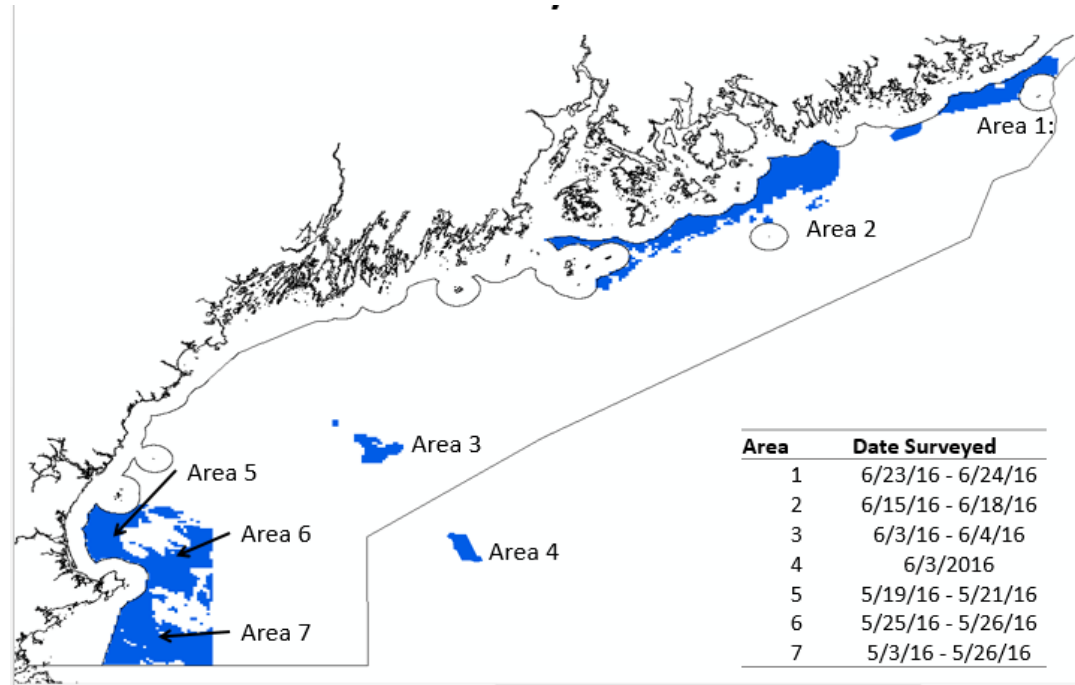 Area 1:
Area 2
Area 3
Area 5
Area 6
Area 4
Area 7
Area Date Surveyed
1 6/23/16 - 6/24/16
2 6/15/16 - 6/18/16
3 6/3/16 - 6/4/16
4 6/3/2016
5 5/19/16 - 5/21/16
6 5/25/16 - 5/26/16
7 5/3/16 - 5/26/16